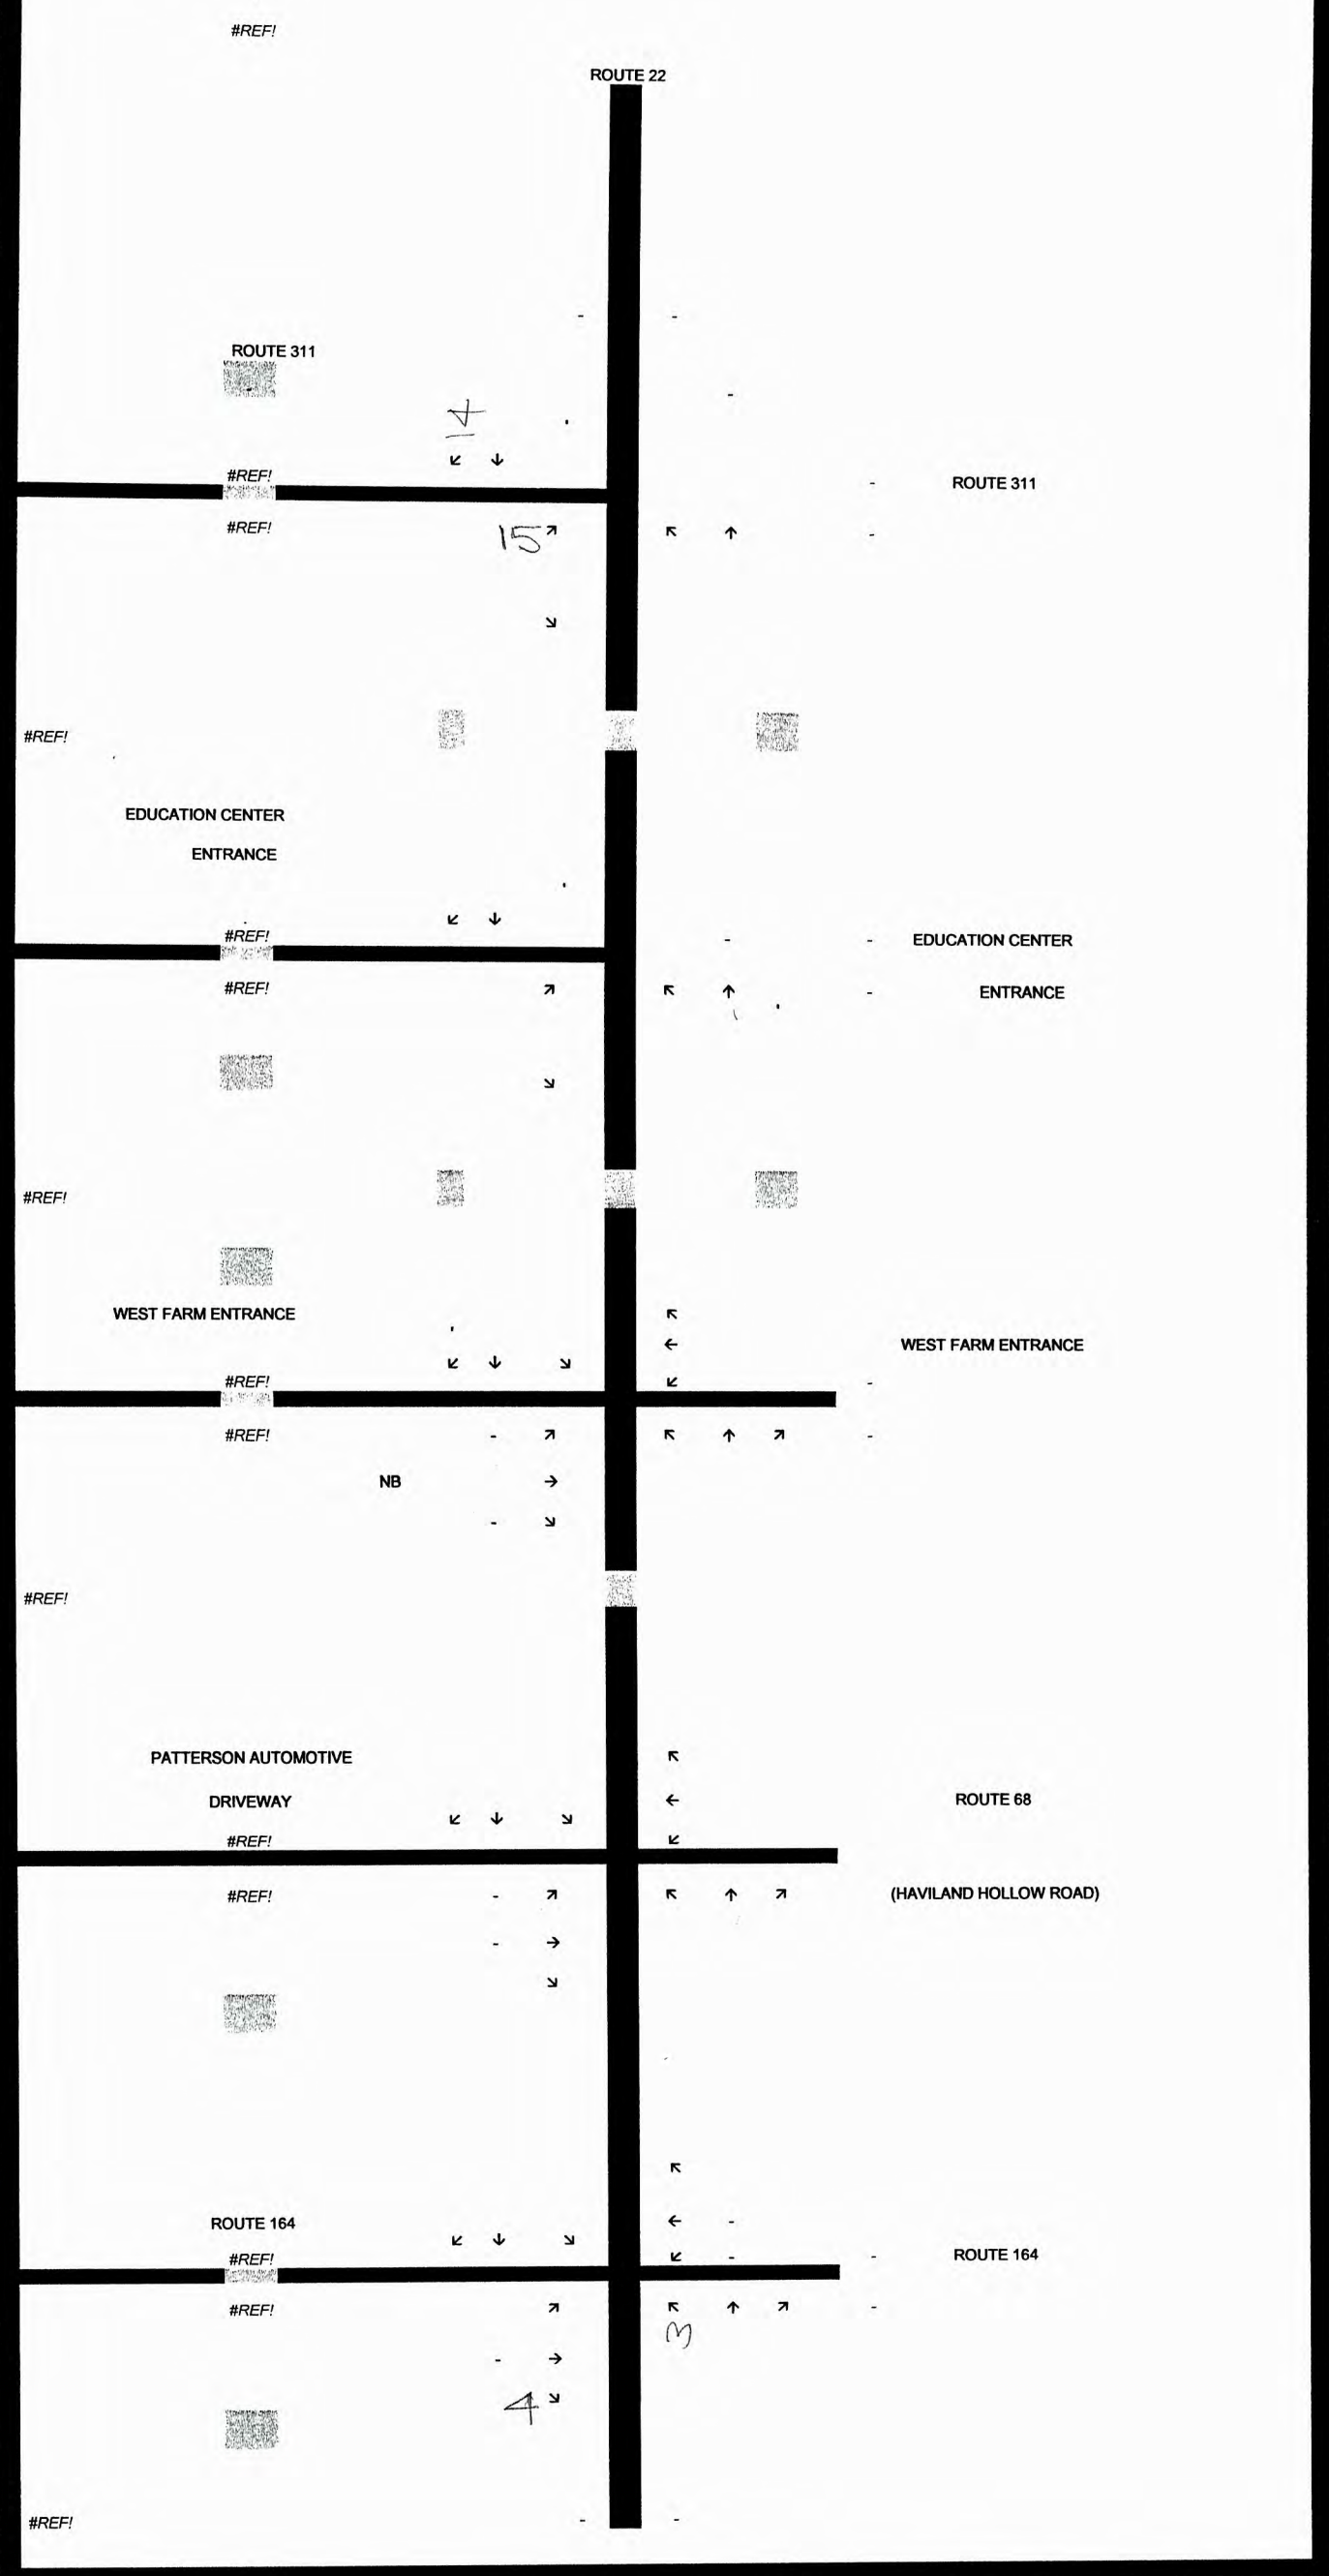 #REF!
ROUTE 22
-
-
ROUTE 311
-
14
↙ ↓
#REF!
- ROUTE 311
#REF!
15 ↗
↖ ↑ -
↘
#REF!
EDUCATION CENTER
ENTRANCE
↙ ↓
#REF!
- - EDUCATION CENTER
#REF! ↗
↖ ↑ - ENTRANCE
↘
#REF!
WEST FARM ENTRANCE
↖
← WEST FARM ENTRANCE
↙ ↓ ↘
#REF!
↙ -
#REF! - ↗
↖ ↑ ↗ -
NB →
- ↘
#REF!
PATTERSON AUTOMOTIVE
↖
DRIVEWAY
← ROUTE 68
↙ ↓ ↘
#REF!
↙
#REF! - ↗
↖ ↑ ↗ (HAVILAND HOLLOW ROAD)
- →
↘
↖
ROUTE 164
← -
↙ ↓ ↘
#REF!
↙ - - ROUTE 164
#REF! ↗
↖ ↑ ↗ -
3
- →
4 ↘
#REF!
- -